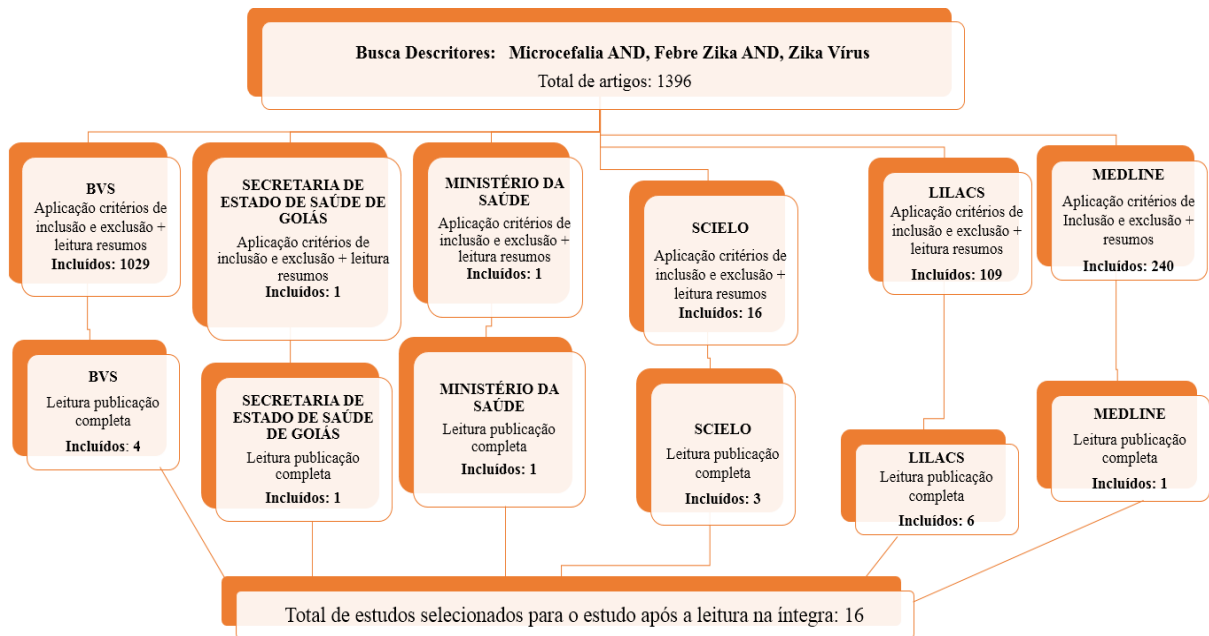 Busca Descritores: Microcefalia AND, Febre Zika AND, Zika Vírus
Total de artigos: 1396
BVS
Aplicação critérios de
inclusão e exclusão +
leitura resumos
Incluídos: 1029
SECRETARIA DE
ESTADO DE SAÚDE DE
GOIÁS
Aplicação critérios de
inclusão e exclusão + leitura
resumos
Incluídos: 1
MINISTÉRIO DA
SAÚDE
Aplicação critérios de
inclusão e exclusão +
leitura resumos
Incluídos: 1
SCIELO
Aplicação critérios de
inclusão e exclusão +
leitura resumos
Incluídos: 16
LILACS
Aplicação critérios de
inclusão e exclusão +
leitura resumos
Incluídos: 109
MEDLINE
Aplicação critérios de
Inclusão e exclusão +
resumos
Incluídos: 240
BVS
Leitura publicação
completa
Incluídos: 4
SECRETARIA DE
ESTADO DE SAÚDE
DE GOIÁS
Leitura publicação
completa
Incluídos: 1
MINISTÉRIO DA
SAÚDE
Leitura publicação
completa
Incluídos: 1
SCIELO
Leitura publicação
completa
Incluídos: 3
LILACS
Leitura publicação
completa
Incluídos: 6
MEDLINE
Leitura publicação
completa
Incluídos: 1
Total de estudos selecionados para o estudo após a leitura na íntegra: 16